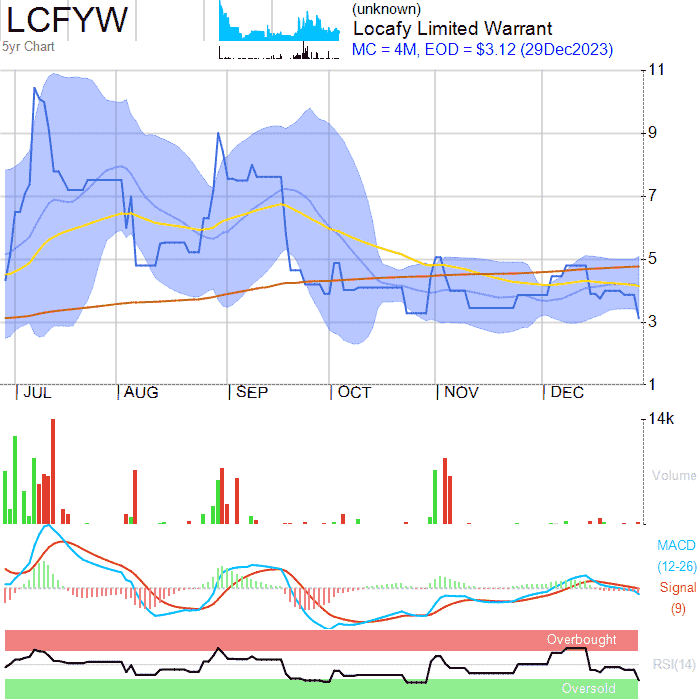 LCFYW
5yr Chart
(unknown)
Locafy Limited Warrant
MC = 4M, EOD = $3.12 (29Dec2023)
11
9
7
5
3
1
JUL AUG SEP OCT NOV DEC
14k
Volume
MACD
(12-26)
Signal
(9)
Overbought
RSI(14)
Oversold